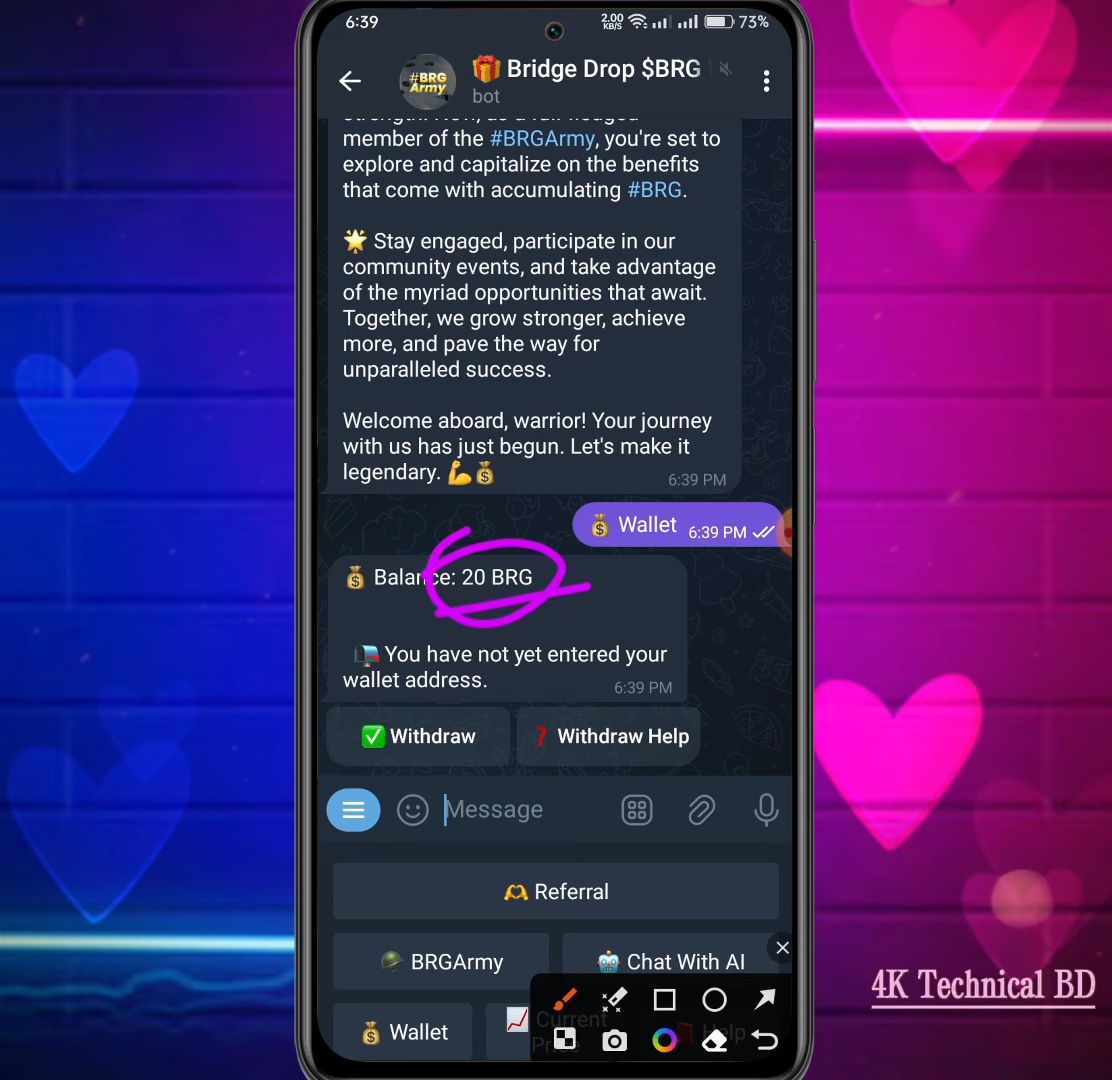 6:39
2.00 KB/S
73%
#BRG
Army
Bridge Drop $BRG
bot
member of the #BRGArmy, you're set to
explore and capitalize on the benefits
that come with accumulating #BRG.
🌟 Stay engaged, participate in our
community events, and take advantage
of the myriad opportunities that await.
Together, we grow stronger, achieve
more, and pave the way for
unparalleled success.
Welcome aboard, warrior! Your journey
with us has just begun. Let's make it
legendary. 💪💰
6:39 PM
💰 Wallet 6:39 PM
💰 Balance: 20 BRG
📭 You have not yet entered your
wallet address.
6:39 PM
✅ Withdraw
❓ Withdraw Help
Message
🫶 Referral
🪖 BRGArmy
🤖 Chat With AI
💰 Wallet
📈 Current
Price
Help
4K Technical BD